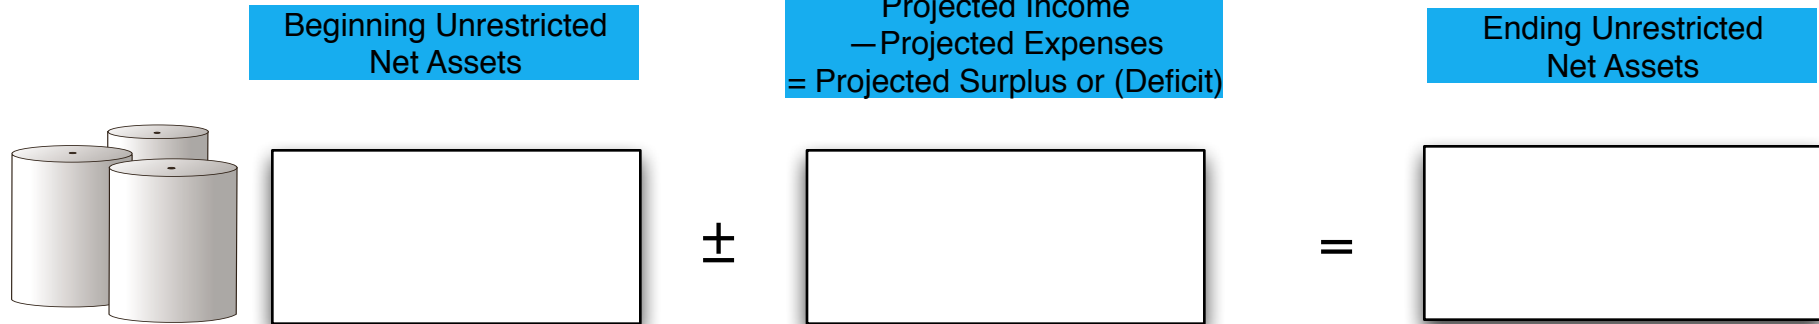 Beginning Unrestricted
Net Assets
Projected Income
—Projected Expenses
= Projected Surplus or (Deficit)
Ending Unrestricted
Net Assets
±
=